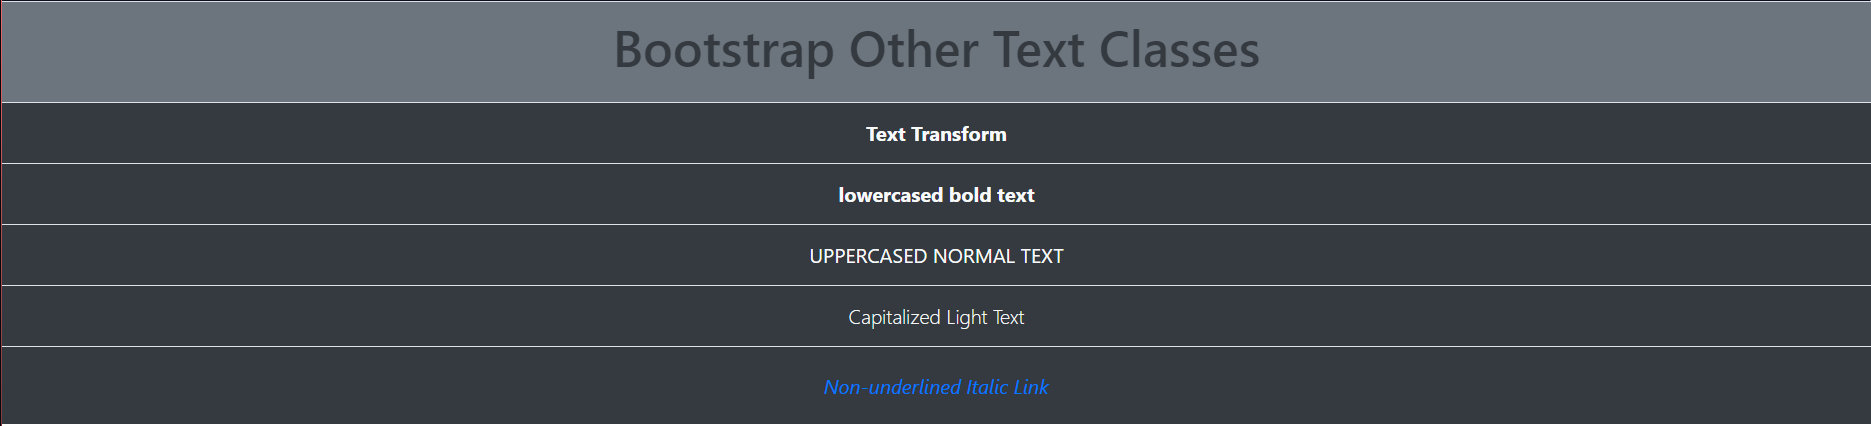 Bootstrap Other Text Classes
Text Transform
lowercased bold text
UPPERCASED NORMAL TEXT
Capitalized Light Text
Non-underlined Italic Link